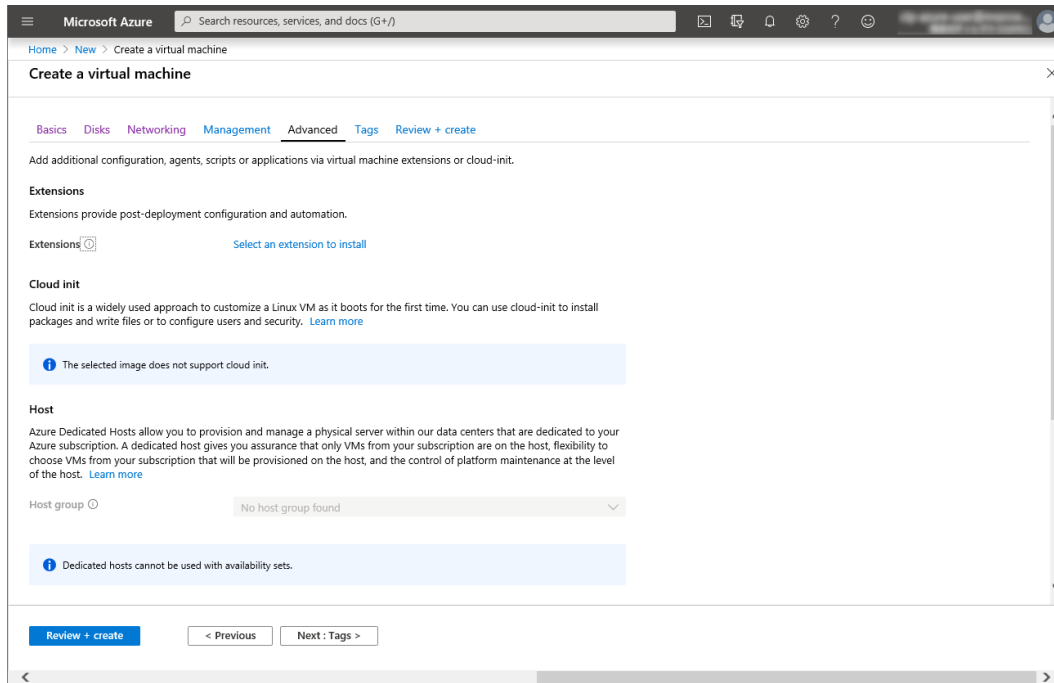 Microsoft Azure
Search resources, services, and docs (G+/)
Home > New > Create a virtual machine
Create a virtual machine
Basics Disks Networking Management Advanced Tags Review + create
Add additional configuration, agents, scripts or applications via virtual machine extensions or cloud-init.
Extensions
Extensions provide post-deployment configuration and automation.
Extensions Select an extension to install
Cloud init
Cloud init is a widely used approach to customize a Linux VM as it boots for the first time. You can use cloud-init to install
packages and write files or to configure users and security. Learn more
The selected image does not support cloud init.
Host
Azure Dedicated Hosts allow you to provision and manage a physical server within our data centers that are dedicated to your
Azure subscription. A dedicated host gives you assurance that only VMs from your subscription are on the host, flexibility to
choose VMs from your subscription that will be provisioned on the host, and the control of platform maintenance at the level
of the host. Learn more
Host group No host group found
Dedicated hosts cannot be used with availability sets.
Review + create < Previous Next : Tags >